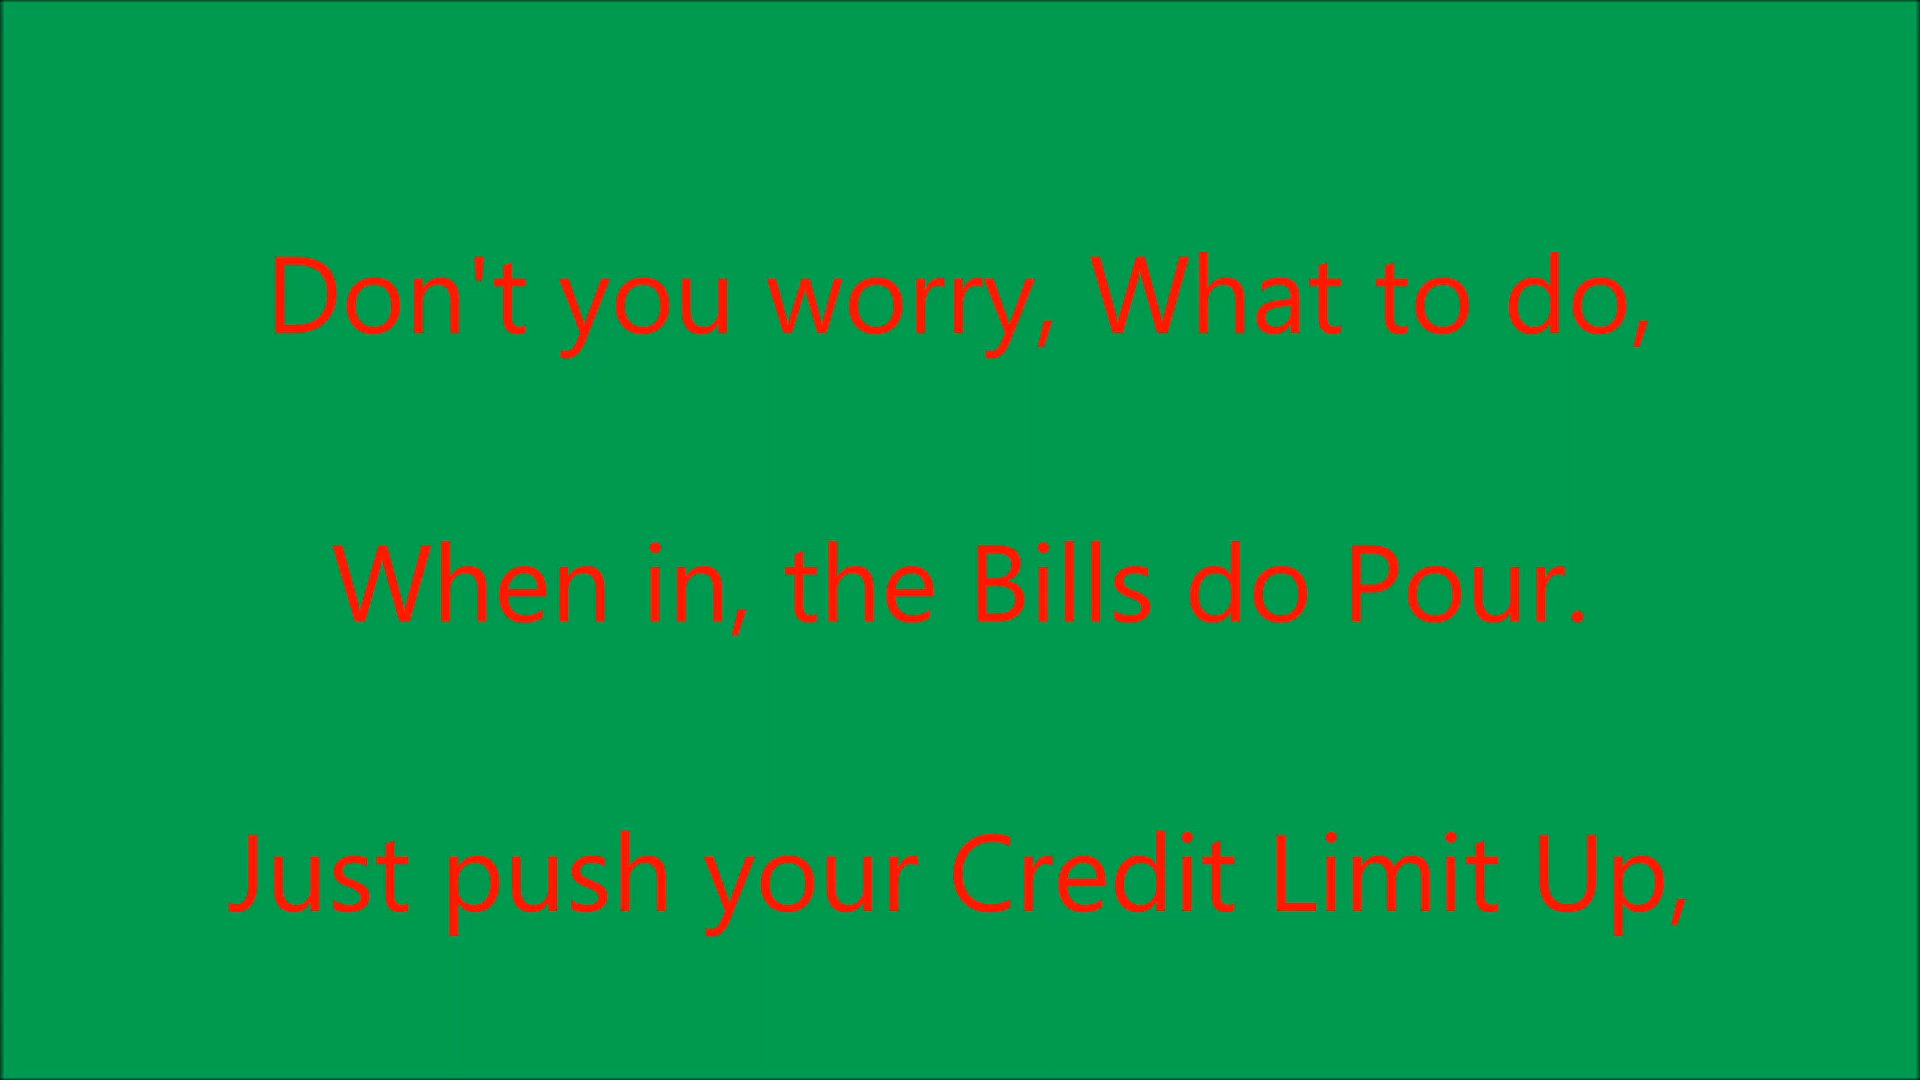 Don't you worry, What to do,
When in, the Bills do Pour.
Just push your Credit Limit Up,